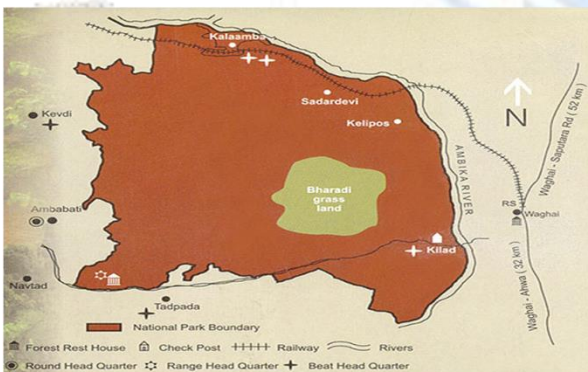 Kalaamba
Sadardevi
Kelipos
Kevdi
N
Waghai - Saputara Rd ( 52 km )
AMBIKA RIVER
Bharadi
grass
land
RS
Waghai
Ambabati
Kilad
Waghai - Ahwa ( 32 km )
Navtad
Tadpada
National Park Boundary
Forest Rest House
Check Post
Railway
Rivers
Round Head Quarter
Range Head Quarter
Beat Head Quarter